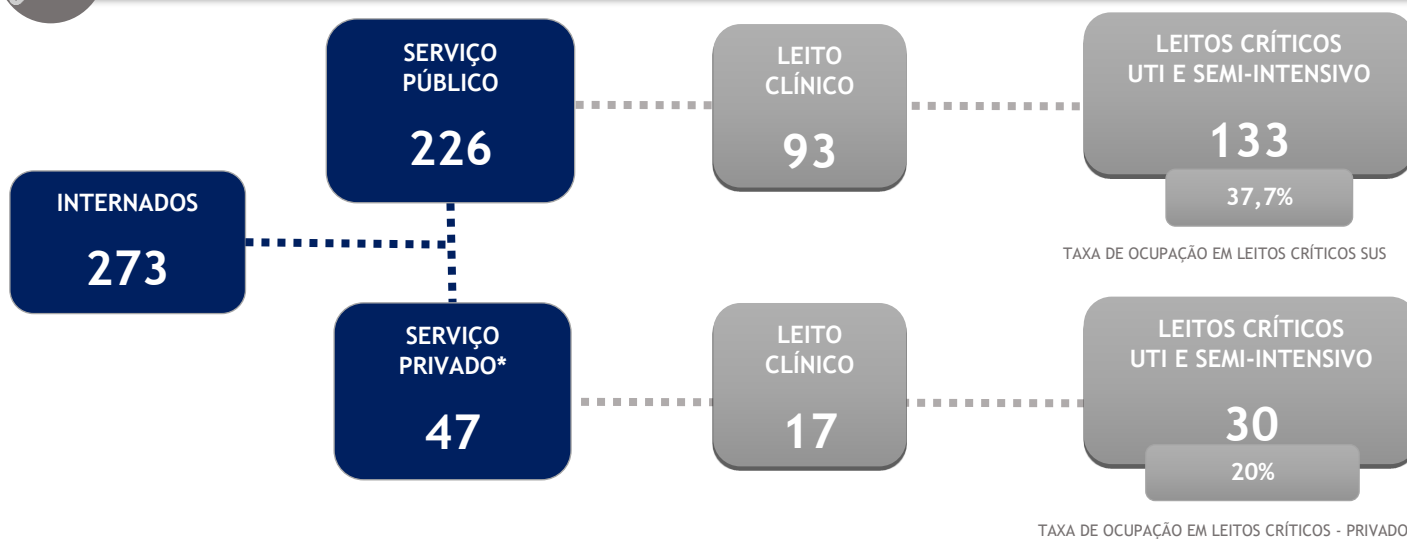 SERVIÇO
PÚBLICO
226
LEITO
CLÍNICO
93
LEITOS CRÍTICOS
UTI E SEMI-INTENSIVO
133
37,7%
TAXA DE OCUPAÇÃO EM LEITOS CRÍTICOS SUS
INTERNADOS
273
SERVIÇO
PRIVADO*
47
LEITO
CLÍNICO
17
LEITOS CRÍTICOS
UTI E SEMI-INTENSIVO
30
20%
TAXA DE OCUPAÇÃO EM LEITOS CRÍTICOS - PRIVADO